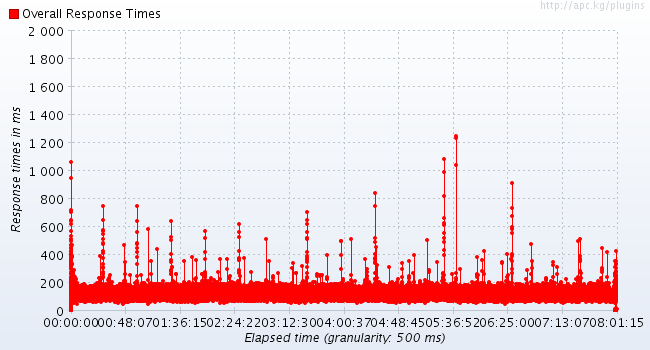 http://apc.kg/plugins
Overall Response Times
2 000
1 800
1 600
1 400
1 200
1 000
800
600
400
200
0
Response times in ms
00:00:00 00:48:07 01:36:15 02:24:22 03:12:30 04:00:37 04:48:45 05:36:52 06:25:00 07:13:07 08:01:15
Elapsed time (granularity: 500 ms)